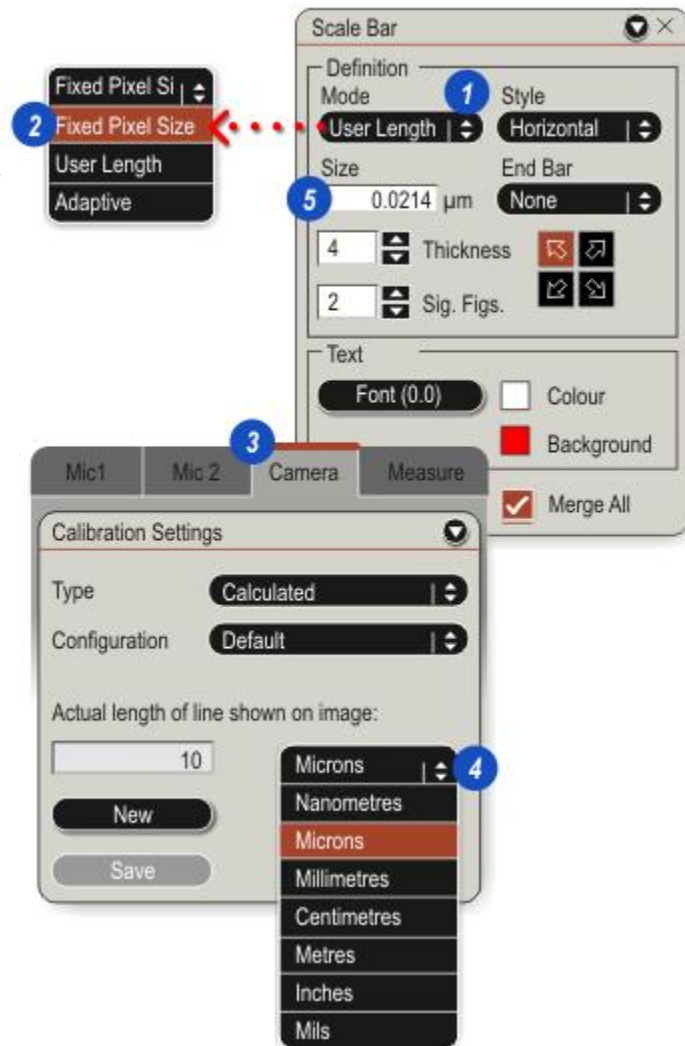 Scale Bar
Definition
Mode 1 Style
User Length Horizontal
Size End Bar
5 0.0214 µm None
4 Thickness
2 Sig. Figs.
Text
Font (0.0) Colour
Background
Merge All
Fixed Pixel Si
2 Fixed Pixel Size
User Length
Adaptive
3
Mic1 Mic 2 Camera Measure
Calibration Settings
Type Calculated
Configuration Default
Actual length of line shown on image:
10 Microns 4
New
Save
Nanometres
Microns
Millimetres
Centimetres
Metres
Inches
Mils